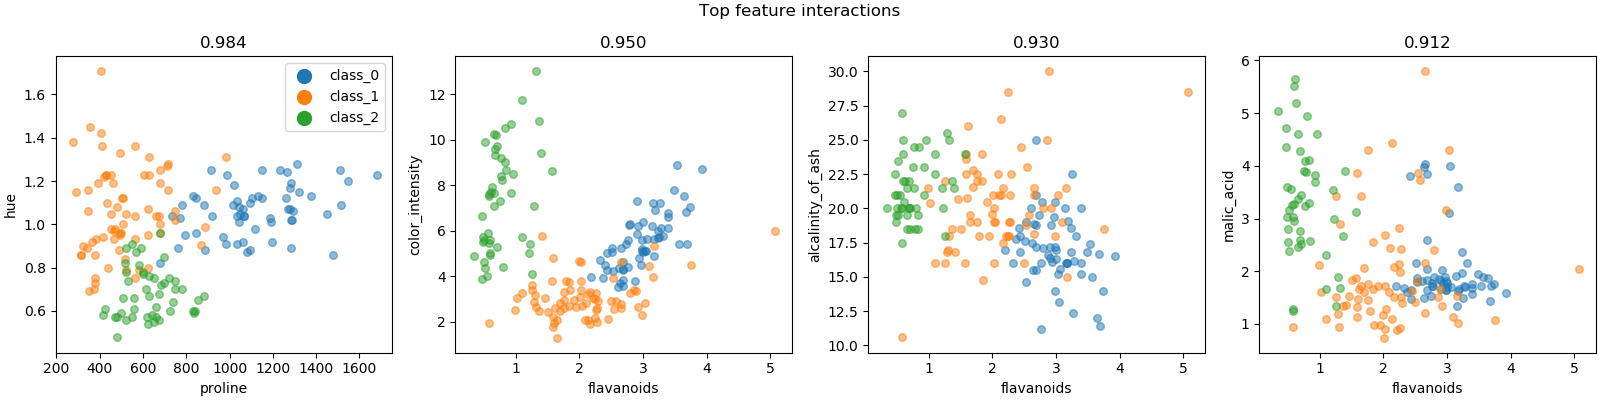 Top feature interactions
0.984
hue
1.6
1.4
1.2
1.0
0.8
0.6
class_0
class_1
class_2
200 400 600 800 1000 1200 1400 1600
proline
0.950
color_intensity
12
10
8
6
4
2
1 2 3 4 5
flavanoids
0.930
alcalinity_of_ash
30.0
27.5
25.0
22.5
20.0
17.5
15.0
12.5
10.0
1 2 3 4 5
flavanoids
0.912
malic_acid
6
5
4
3
2
1
1 2 3 4 5
flavanoids